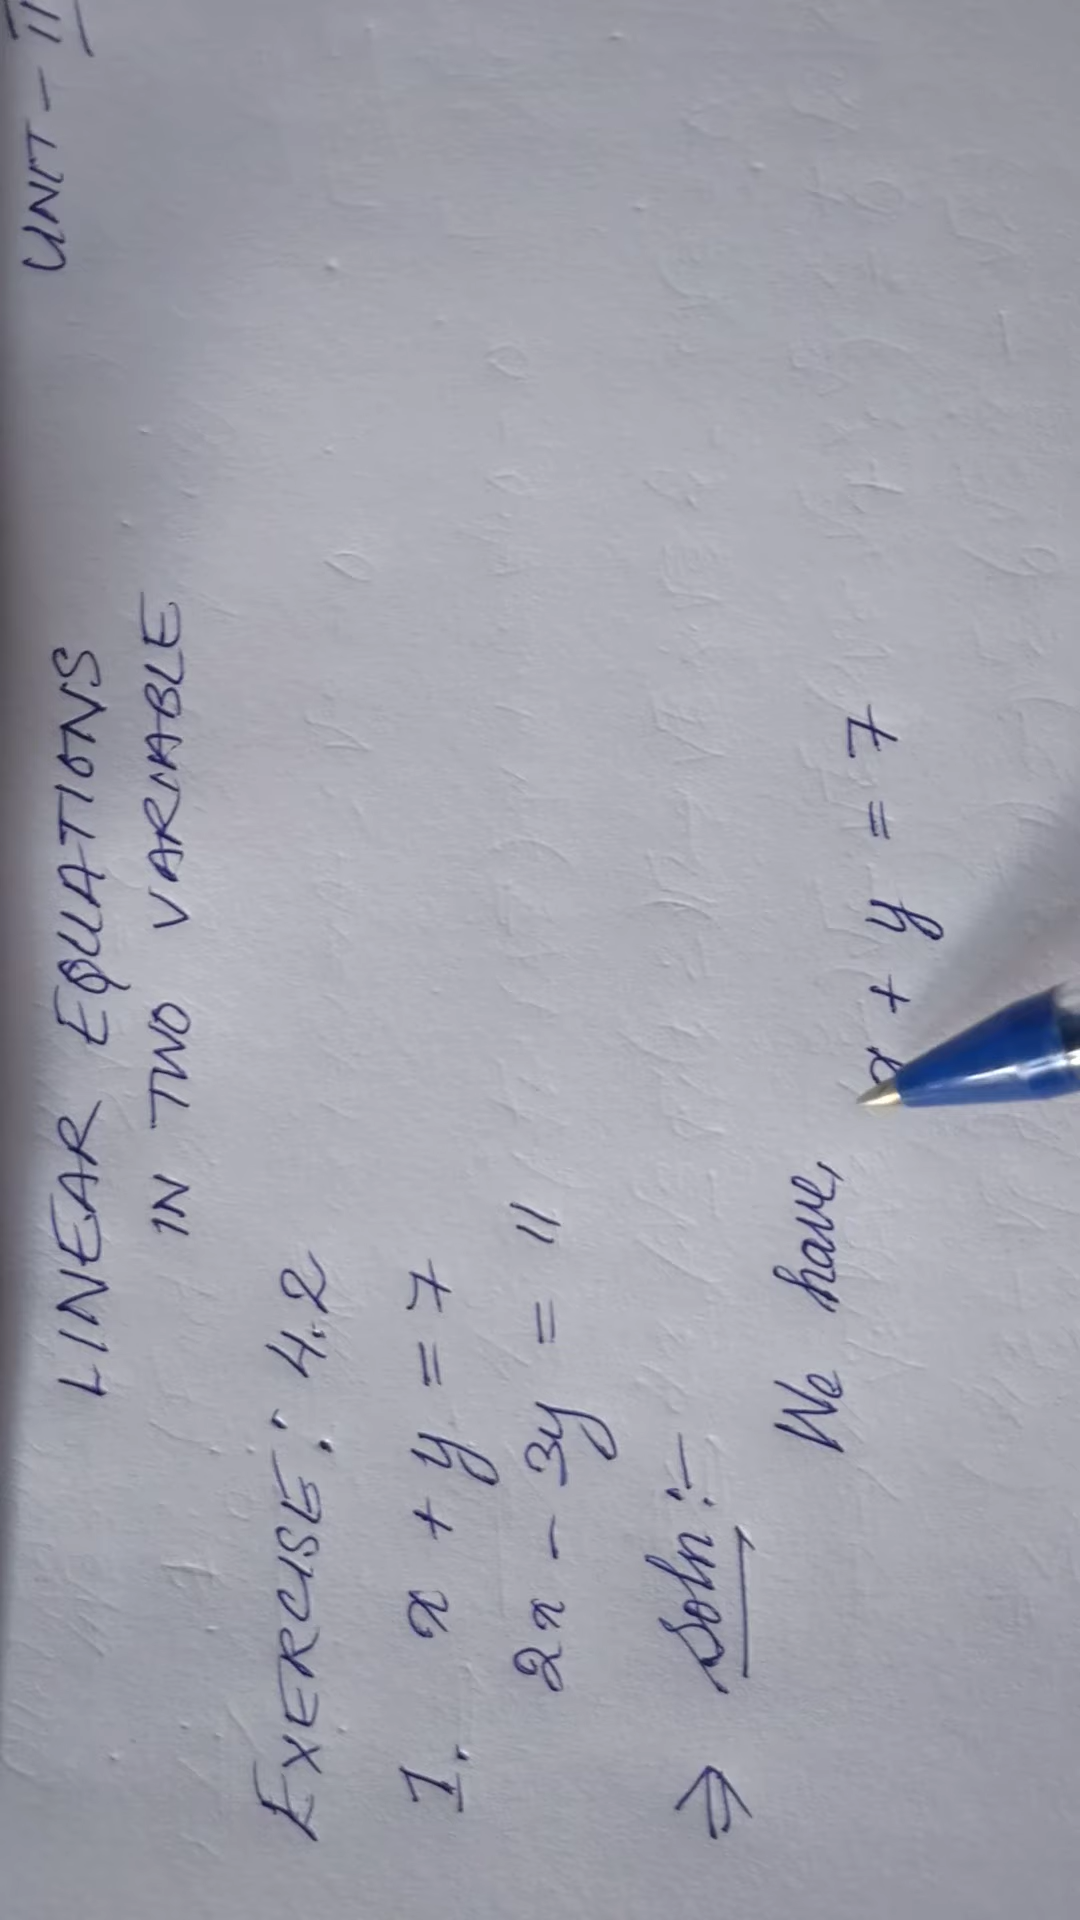 UNIT - II
LINEAR EQUATIONS
IN TWO VARIABLE
EXERCISE: 4.2
1. x + y = 7
2x - 3y = 11
⇒ Soln :-
We have,
x + y = 7